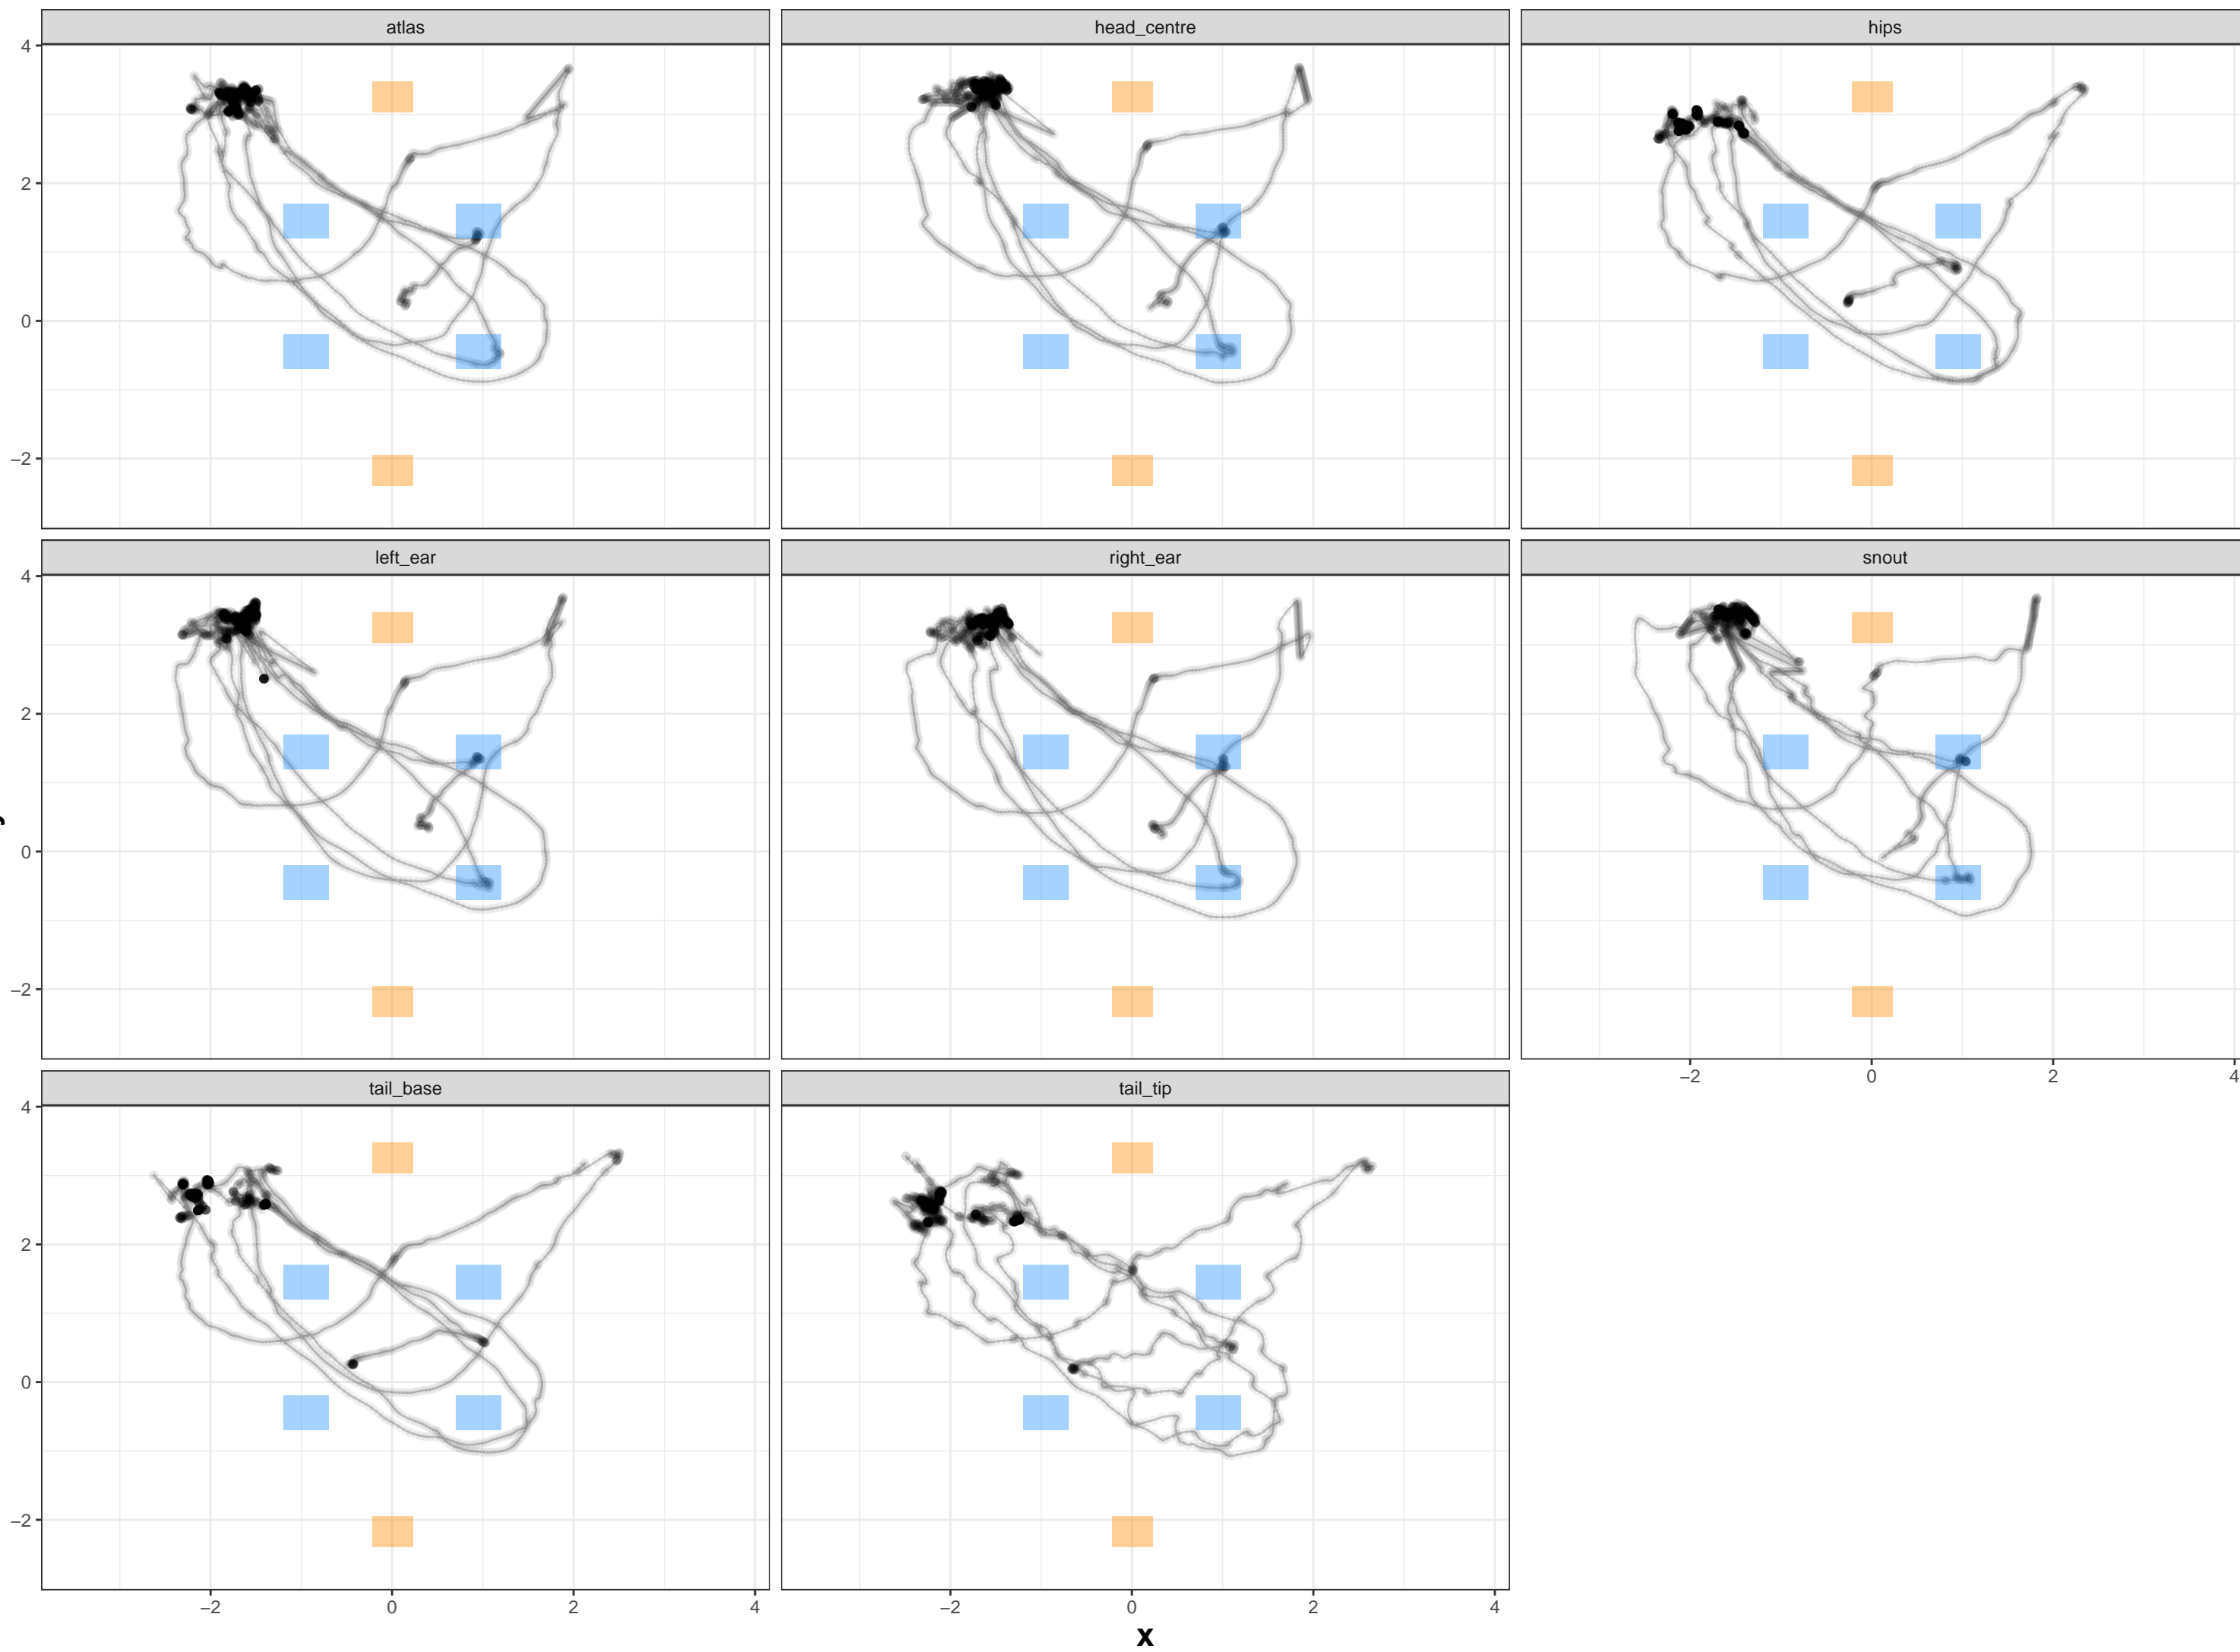 atlas head_centre hips
4
2
0
−2
left_ear right_ear snout
4
2
0
−2
−2 0 2 4
tail_base tail_tip
4
2
0
−2
−2 0 2 4 −2 0 2 4
x